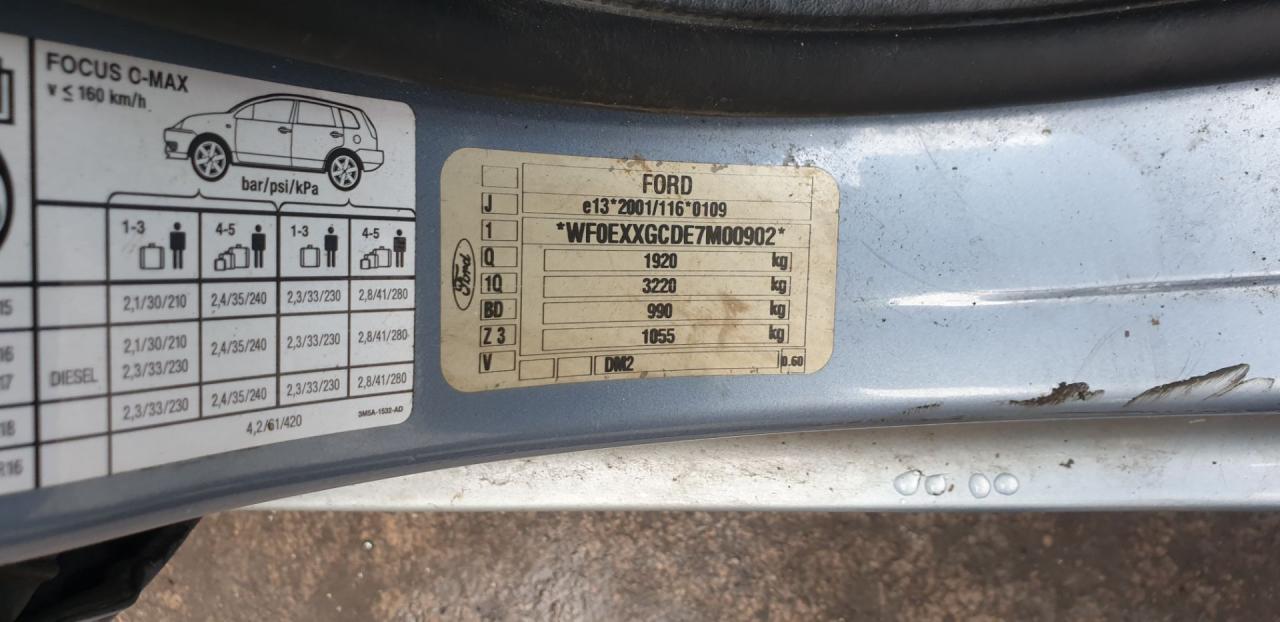 FOCUS C-MAX
v ≤ 160 km/h
bar/psi/kPa
1-3 4-5 1-3 4-5
15 2,1/30/210 2,4/35/240 2,3/33/230 2,8/41/280
16 2,1/30/210 2,4/35/240 2,3/33/230 2,8/41/280
17 DIESEL 2,3/33/230
18 2,3/33/230 2,4/35/240 2,3/33/230 2,8/41/280
R16 4,2/61/420
3M5A-1532-AD
Ford
FORD
J e13*2001/116*0109
1 *WF0EXXGCDE7M00902*
Q 1920 kg
1Q 3220 kg
BD 990 kg
Z 3 1055 kg
V DM2 0.60